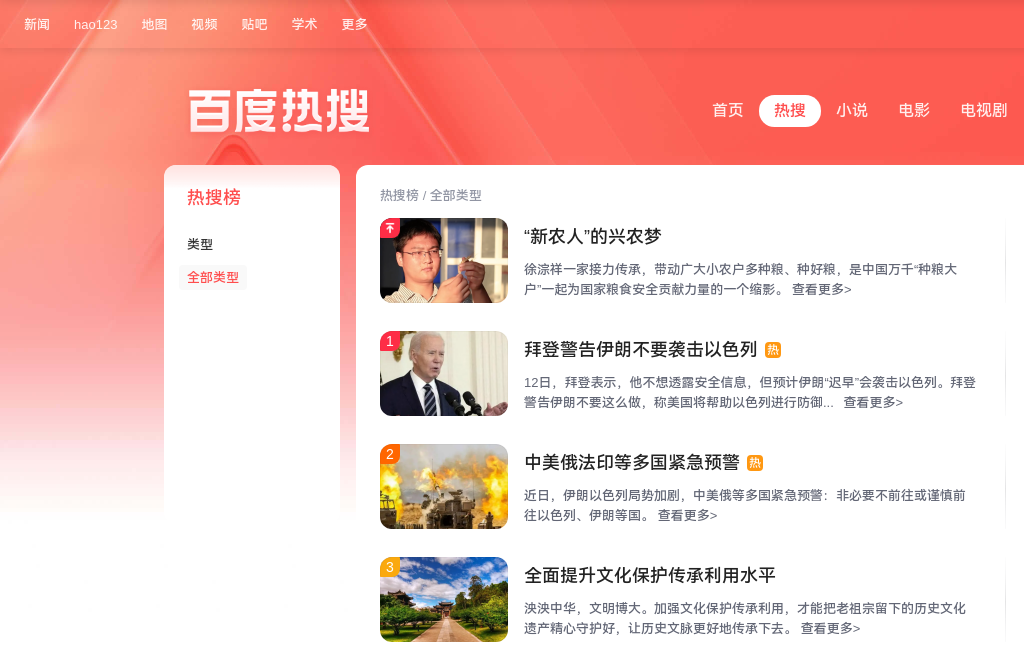 新闻 hao123 地图 视频 贴吧 学术 更多
百度热搜
首页 热搜 小说 电影 电视剧
热搜榜
类型
全部类型
热搜榜 / 全部类型
“新农人”的兴农梦
徐淙祥一家接力传承，带动广大小农户多种粮、种好粮，是中国万千“种粮大
户”一起为国家粮食安全贡献力量的一个缩影。 查看更多>
1
拜登警告伊朗不要袭击以色列 热
12日，拜登表示，他不想透露安全信息，但预计伊朗“迟早”会袭击以色列。拜登
警告伊朗不要这么做，称美国将帮助以色列进行防御... 查看更多>
2
中美俄法印等多国紧急预警 热
近日，伊朗以色列局势加剧，中美俄等多国紧急预警：非必要不前往或谨慎前
往以色列、伊朗等国。 查看更多>
3
全面提升文化保护传承利用水平
泱泱中华，文明博大。加强文化保护传承利用，才能把老祖宗留下的历史文化
遗产精心守护好，让历史文脉更好地传承下去。 查看更多>